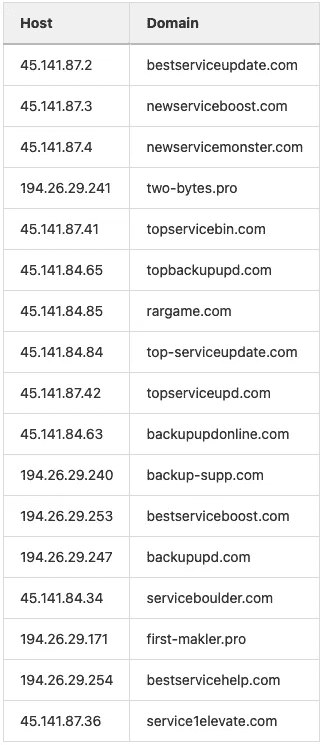 Host Domain
45.141.87.2 bestserviceupdate.com
45.141.87.3 newserviceboost.com
45.141.87.4 newservicemonster.com
194.26.29.241 two-bytes.pro
45.141.87.41 topservicebin.com
45.141.84.65 topbackupupd.com
45.141.84.85 rargame.com
45.141.84.84 top-serviceupdate.com
45.141.87.42 topserviceupd.com
45.141.84.63 backupupdonline.com
194.26.29.240 backup-supp.com
194.26.29.253 bestserviceboost.com
194.26.29.247 backupupd.com
45.141.84.34 serviceboulder.com
194.26.29.171 first-makler.pro
194.26.29.254 bestservicehelp.com
45.141.87.36 service1elevate.com